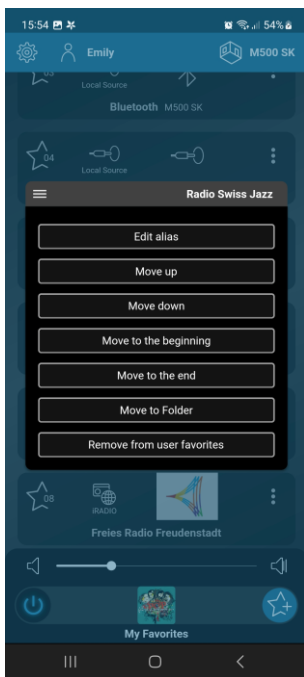 15:54
54%
Emily
M500 SK
03
Local Source
Bluetooth M500 SK
04
Local Source
Radio Swiss Jazz
Edit alias
Move up
Move down
Move to the beginning
Move to the end
Move to Folder
Remove from user favorites
08
iRADIO
Freies Radio Freudenstadt
My Favorites